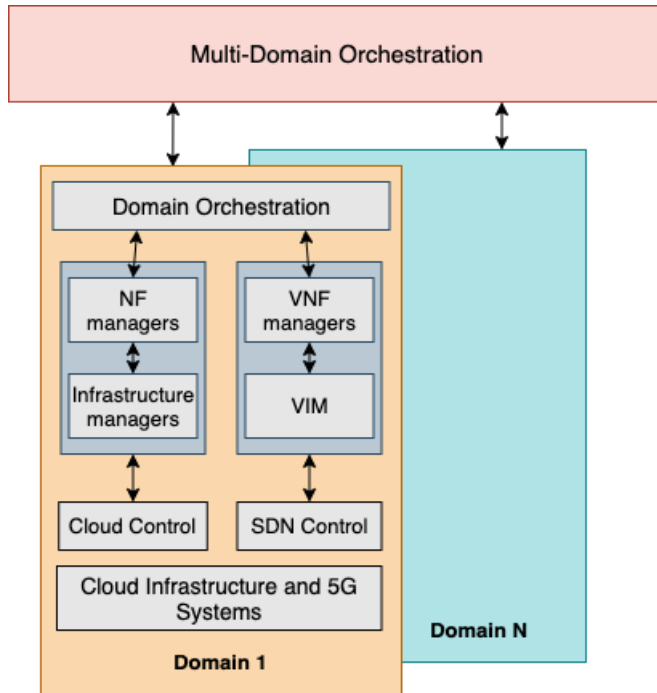 Multi-Domain Orchestration
Domain Orchestration
NF
managers
Infrastructure
managers
VNF
managers
VIM
Cloud Control
SDN Control
Cloud Infrastructure and 5G
Systems
Domain 1
Domain N